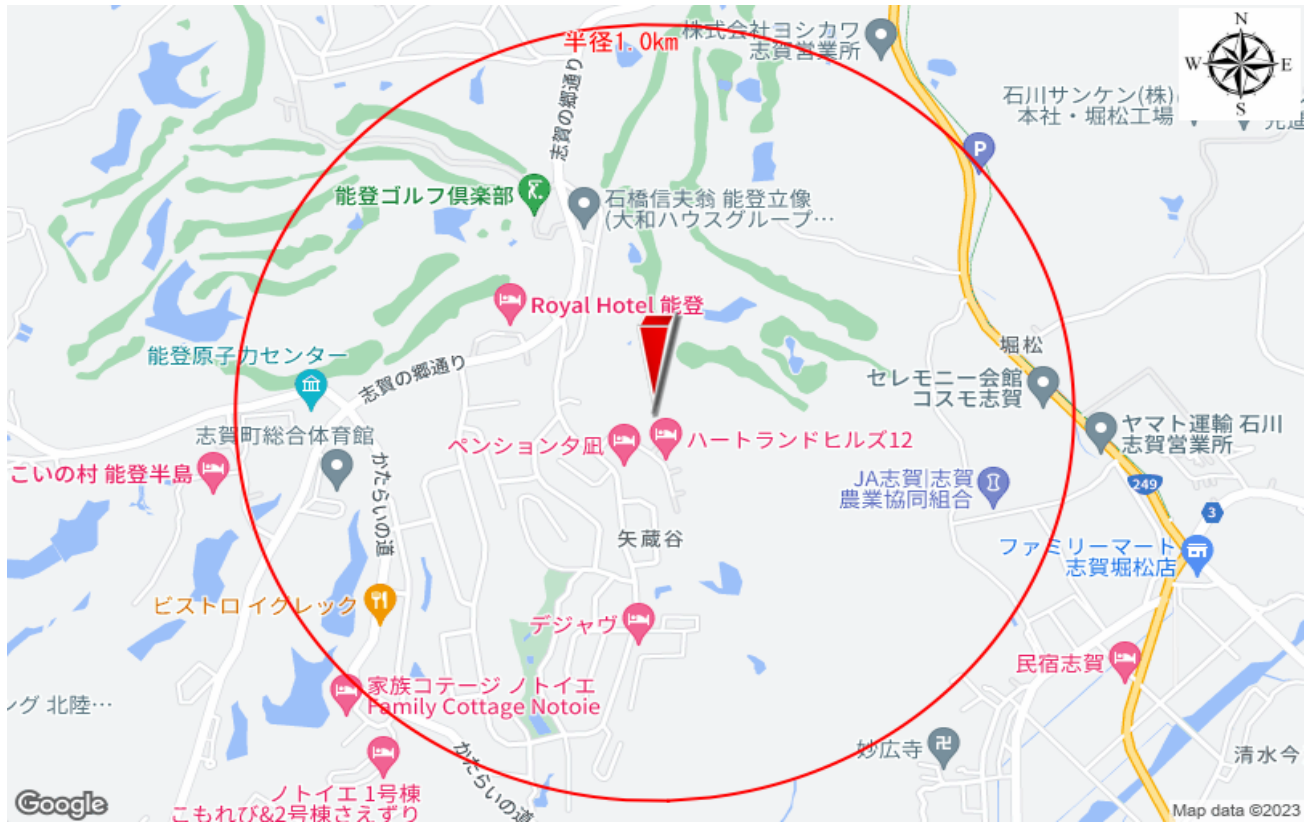 半径1.0km
株式会社ヨシカワ
志賀営業所
N
W
E
S
石川サンケン(株)
本社・堀松工場
志賀の郷通り
P
能登ゴルフ倶楽部
石橋信夫翁 能登立像
(大和ハウスグループ…
Royal Hotel 能登
能登原子力センター
志賀の郷通り
堀松
セレモニー会館
コスモ志賀
志賀町総合体育館
ペンション夕凪
ハートランドヒルズ12
ヤマト運輸 石川
志賀営業所
こいの村 能登半島
かたらいの道
JA志賀|志賀
農業協同組合
249
3
矢蔵谷
ファミリーマート
志賀堀松店
ビストロ イグレック
デジャヴ
民宿志賀
家族コテージ ノトイエ
Family Cottage Notoie
グ 北陸…
かたらいの道
妙広寺
清水今
ノトイエ 1号棟
こもれび&2号棟さえずり
Google
Map data ©2023